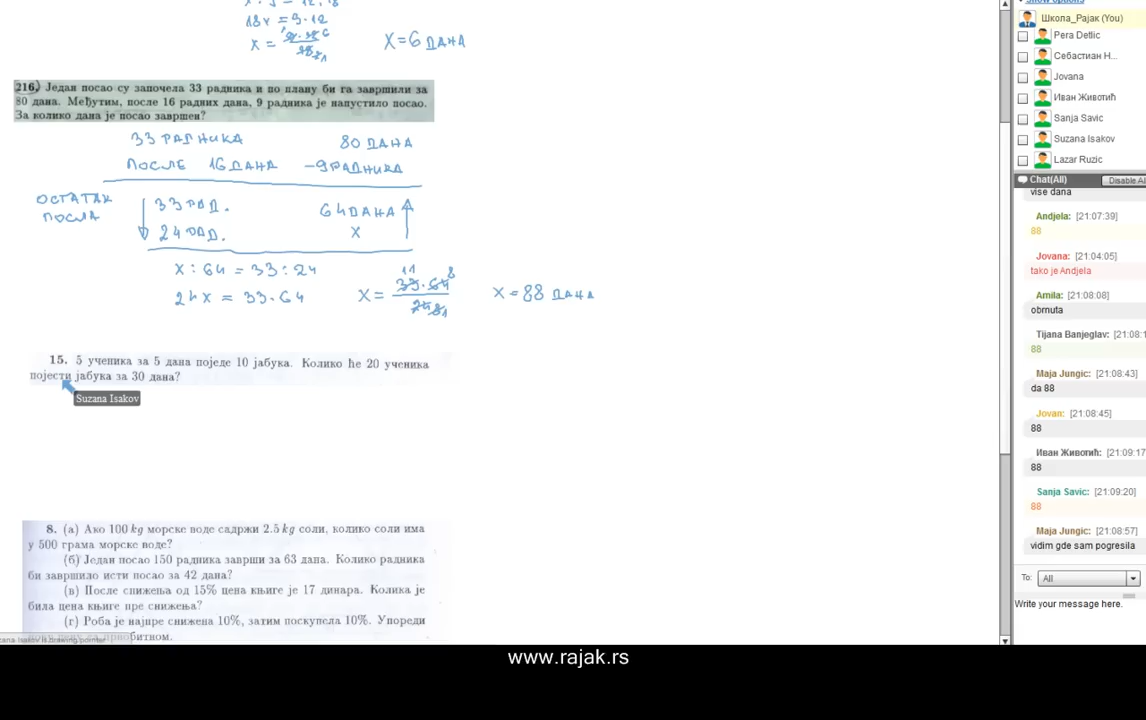 18x = 9·12
x =
X = 6 ДАНА
216. Један посао су започела 33 радника и по плану би га завршили за
80 дана. Међутим, после 16 радних дана, 9 радника је напустило посао.
За колико дана је посао завршен?
33 РАДНИКА 80 ДАНА
ПОСЛЕ 16 ДАНА -9 РАДНИКА
ОСТАТАК
ПОСЛА
33 РАД. 64 ДАНА
24 РАД. X
X : 64 = 33 : 24
24X = 33·64
X = 33·64
X = 88 ДАНА
15. 5 ученика за 5 дана поједе 10 јабука. Колико ће 20 ученика
појести јабука за 30 дана?
Suzana Isakov
8. (а) Ако 100 kg морске воде садржи 2.5 kg соли, колико соли има
у 500 грама морске воде?
(б) Један посао 150 радника заврши за 63 дана. Колико радника
би завршило исти посао за 42 дана?
(в) После снижења од 15% цена књиге је 17 динара. Колика је
била цена књиге пре снижења?
(г) Роба је најпре снижена 10%, затим поскупела 10%. Упореди
www.rajak.rs
Show options
Школа_Рајак (You)
Pera Detlic
Себастиан Н...
Jovana
Иван Животић
Sanja Savic
Suzana Isakov
Lazar Ruzic
Chat(All) Disable Al
vise dana
Andjela: [21:07:39]
88
Jovana: [21:04:05]
tako je Andjela
Amila: [21:08:08]
obrnuta
Tijana Banjeglav: [21:08:1
88
Maja Jungic: [21:08:43]
da 88
Jovan: [21:08:45]
88
Иван Животић: [21:09:17
88
Sanja Savic: [21:09:20]
88
Maja Jungic: [21:08:57]
vidim gde sam pogresila
To: All
Write your message here.